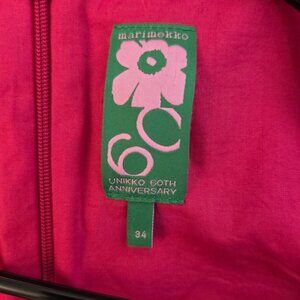 marimekko
60
UNIKKO 60TH
ANNIVERSARY
34